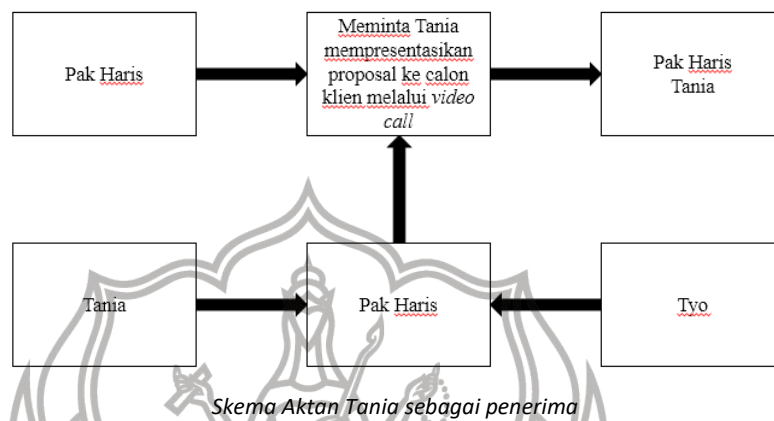 Meminta Tania
mempresentasikan
Pak Haris
proposal ke calon
klien melalui video
call
Pak Haris
Tania
Tania
Pak Haris
Tyo
Skema Aktan Tania sebagai penerima